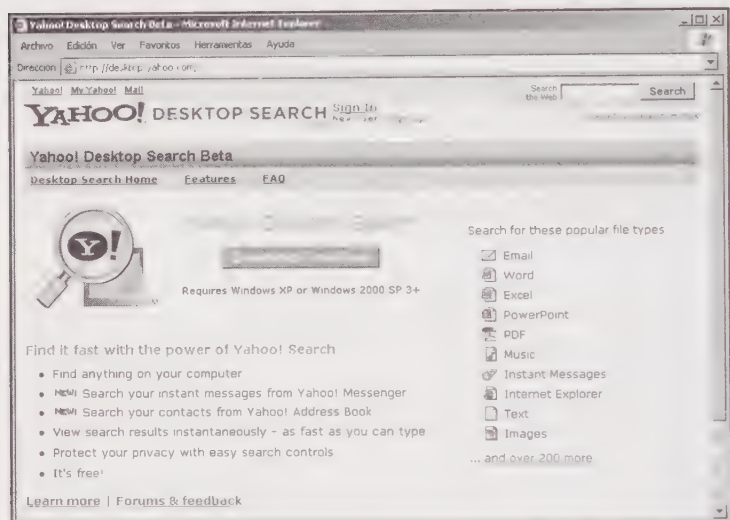 Yahoo! Desktop Search Beta - Microsoft Internet Explorer
Archivo Edición Ver Favoritos Herramientas Ayuda
Dirección http://desktop.yahoo.com/
Yahoo! My Yahoo! Mail
Search the Web Search
YAHOO! DESKTOP SEARCH Sign In
Yahoo! Desktop Search Beta
Desktop Search Home Features FAQ
Y!
Requires Windows XP or Windows 2000 SP 3+
Find it fast with the power of Yahoo! Search
• Find anything on your computer
• NEW! Search your instant messages from Yahoo! Messenger
• NEW! Search your contacts from Yahoo! Address Book
• View search results instantaneously - as fast as you can type
• Protect your privacy with easy search controls
• It's free!
Learn more | Forums & feedback
Search for these popular file types
Email
Word
Excel
PowerPoint
PDF
Music
Instant Messages
Internet Explorer
Text
Images
... and over 200 more